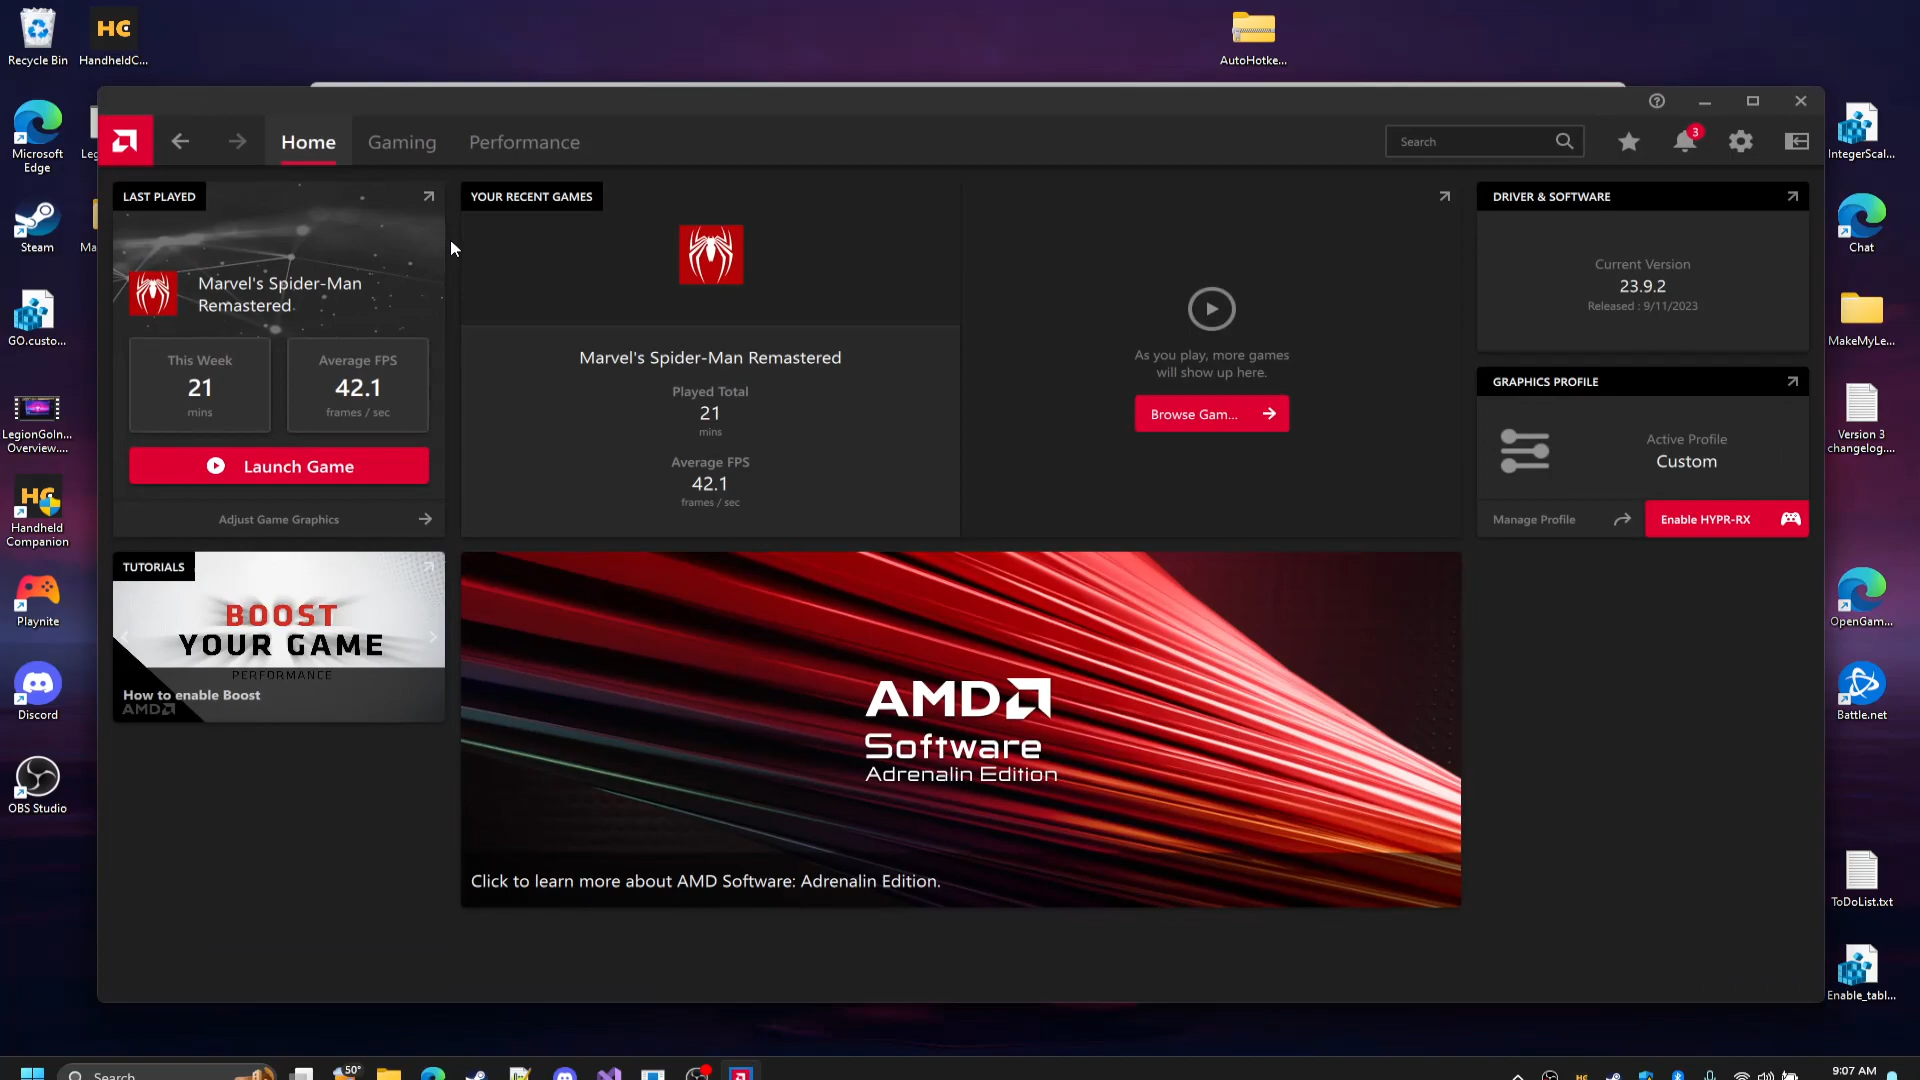 Recycle Bin
HandheldC...
AutoHotke...
Microsoft
Edge
Leg
Steam
Ma
GO.custo...
LegionGoIn...
Overview....
HC
Handheld
Companion
Playnite
Discord
OBS Studio
Home
Gaming
Performance
Search
3
LAST PLAYED
Marvel's Spider-Man
Remastered
This Week
21
mins
Average FPS
42.1
frames / sec
Launch Game
Adjust Game Graphics
YOUR RECENT GAMES
Marvel's Spider-Man Remastered
Played Total
21
mins
Average FPS
42.1
frames / sec
As you play, more games
will show up here.
Browse Gam...
DRIVER & SOFTWARE
Current Version
23.9.2
Released : 9/11/2023
GRAPHICS PROFILE
Active Profile
Custom
Manage Profile
Enable HYPR-RX
TUTORIALS
BOOST
YOUR GAME
PERFORMANCE
How to enable Boost
AMD
AMD
Software
Adrenalin Edition
Click to learn more about AMD Software: Adrenalin Edition.
IntegerScal...
Chat
MakeMyLe...
Version 3
changelog....
OpenGam...
Battle.net
ToDoList.txt
Enable_tabl...
HC
Search
50°
9:07 AM